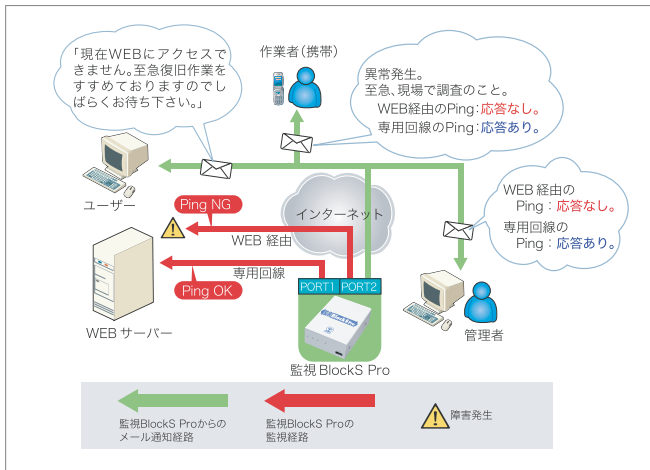 「現在WEBにアクセスで
きません。至急復旧作業を
すすめておりますのでし
ばらくお待ち下さい。」
作業者(携帯)
異常発生。
至急、現場で調査のこと。
WEB経由のPing：応答なし。
専用回線のPing：応答あり。
ユーザー
インターネット
WEB 経由の
Ping：応答なし。
専用回線の
Ping：応答あり。
Ping NG
WEB 経由
専用回線
Ping OK
PORT1
PORT2
WEB サーバー
管理者
監視 BlockS Pro
監視BlockS Proからの
メール通知経路
監視BlockS Proの
監視経路
障害発生